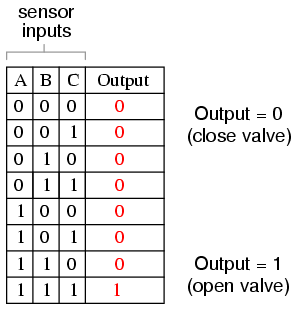 sensor
inputs
A B C Output
0 0 0 0
0 0 1 0
0 1 0 0
0 1 1 0
1 0 0 0
1 0 1 0
1 1 0 0
1 1 1 1
Output = 0
(close valve)
Output = 1
(open valve)